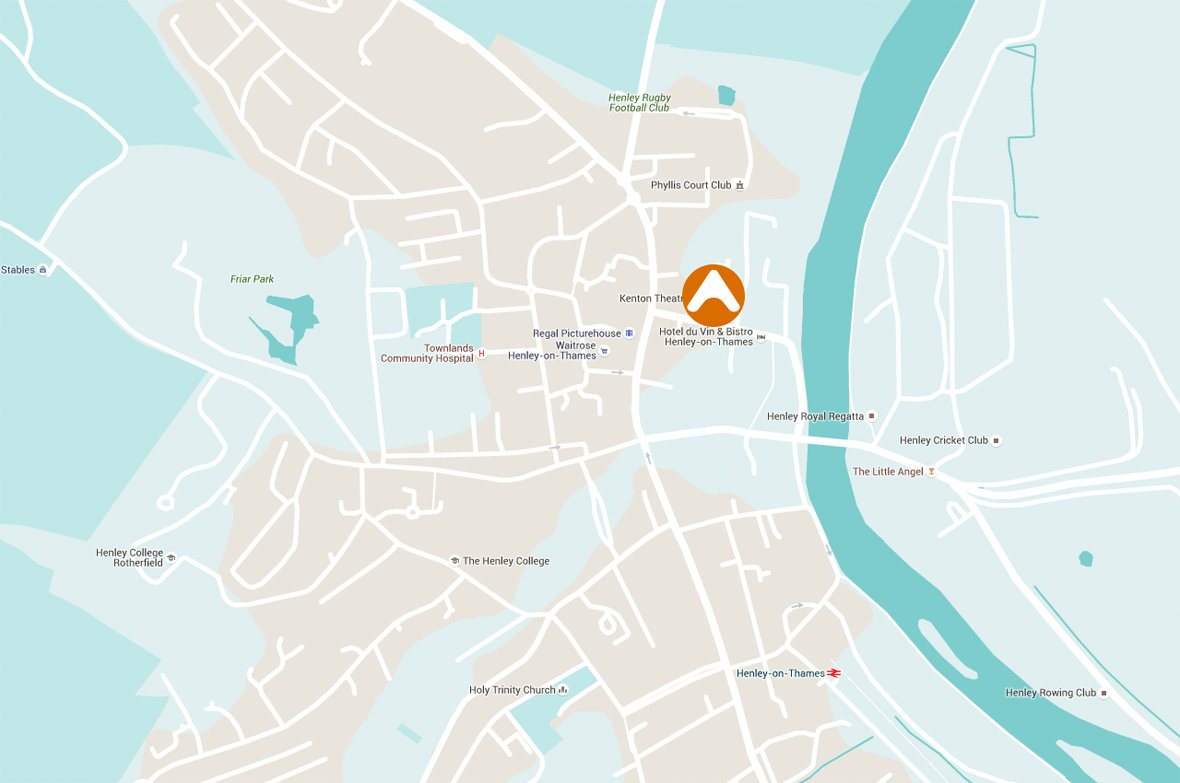 Henley Rugby
Football Club
Phyllis Court Club
Stables
Friar Park
Kenton Theatr
Regal Picturehouse
Hotel du Vin & Bistro
Henley-on-Thames
Waitrose
Henley-on-Thames
Townlands
Community Hospital
Henley Royal Regatta
Henley Cricket Club
The Little Angel
Henley College
Rotherfield
The Henley College
Henley-on-Thames
Holy Trinity Church
Henley Rowing Club
H